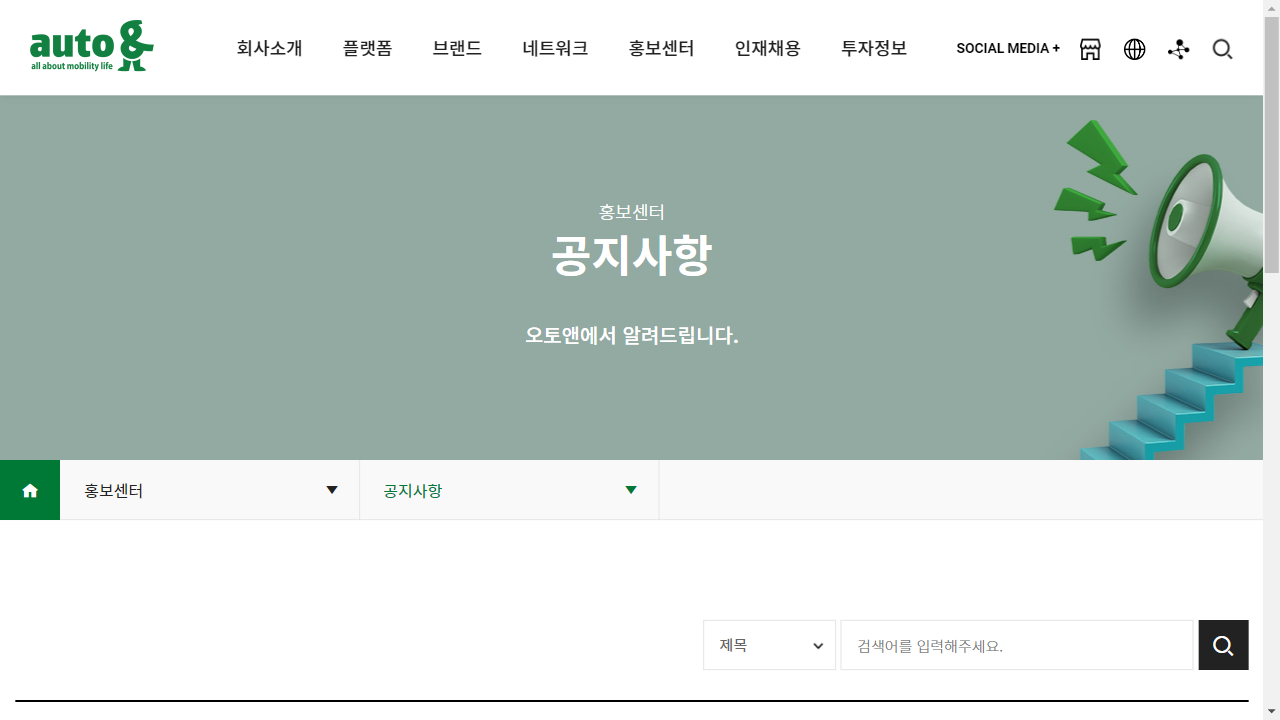 auto&
all about mobility life
회사소개
플랫폼
브랜드
네트워크
홍보센터
인재채용
투자정보
SOCIAL MEDIA +
홍보센터
공지사항
오토앤에서 알려드립니다.
홍보센터
공지사항
제목
검색어를 입력해주세요.